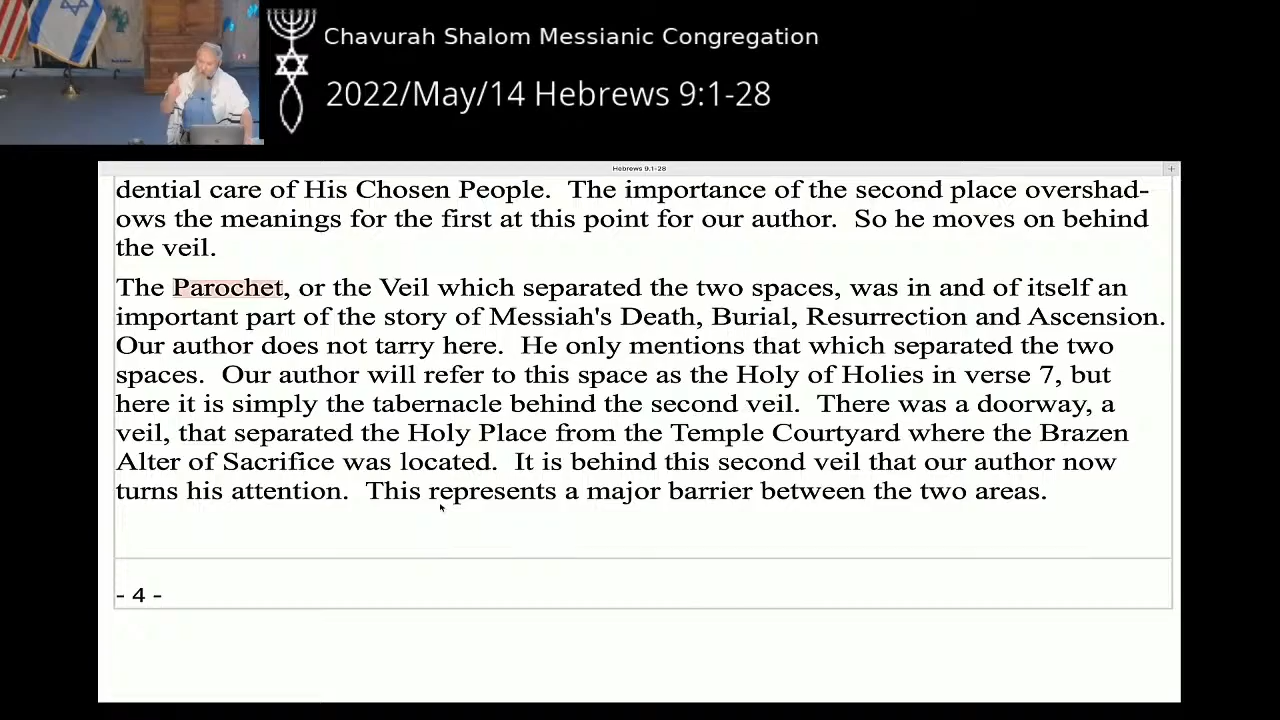 Chavurah Shalom Messianic Congregation
2022/May/14 Hebrews 9:1-28
Hebrews 9.1-28
+
dential care of His Chosen People. The importance of the second place overshad-
ows the meanings for the first at this point for our author. So he moves on behind
the veil.
The Parochet, or the Veil which separated the two spaces, was in and of itself an
important part of the story of Messiah's Death, Burial, Resurrection and Ascension.
Our author does not tarry here. He only mentions that which separated the two
spaces. Our author will refer to this space as the Holy of Holies in verse 7, but
here it is simply the tabernacle behind the second veil. There was a doorway, a
veil, that separated the Holy Place from the Temple Courtyard where the Brazen
Alter of Sacrifice was located. It is behind this second veil that our author now
turns his attention. This represents a major barrier between the two areas.
- 4 -